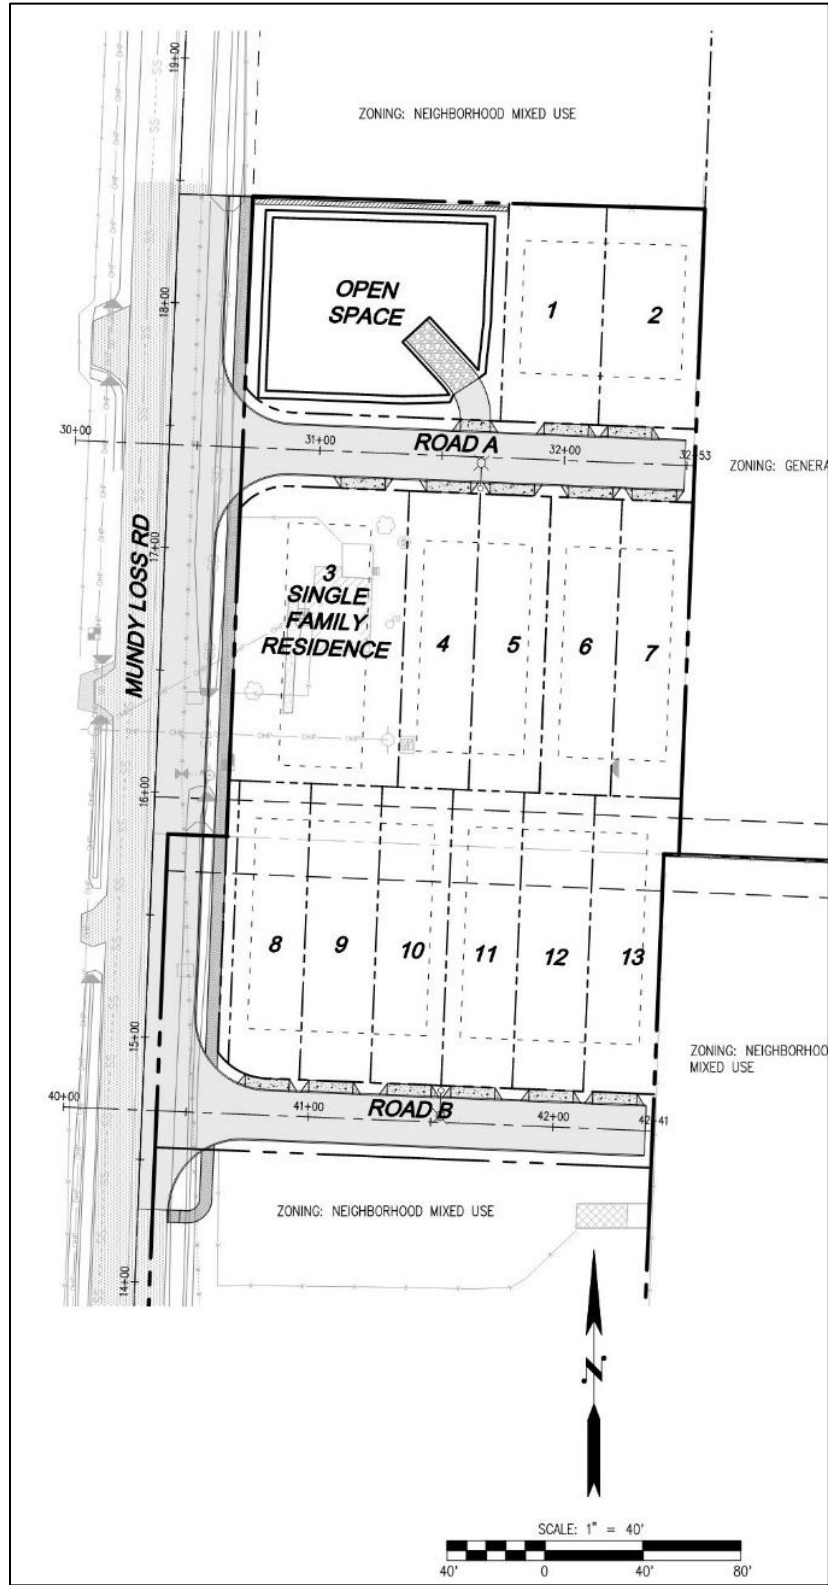 19+00
SS
OHP
ZONING: NEIGHBORHOOD MIXED USE
18+00
OPEN
SPACE
1
2
30+00
31+00
ROAD A
32+00
32+53
ZONING: GENERA
MUNDY LOSS RD
17+00
3
SINGLE
FAMILY
RESIDENCE
4
5
6
7
16+00
8
9
10
11
12
13
15+00
ZONING: NEIGHBORHOO
MIXED USE
40+00
41+00
ROAD B
42+00
42+41
ZONING: NEIGHBORHOOD MIXED USE
14+00
N
SCALE: 1" = 40'
40'
0
40'
80'